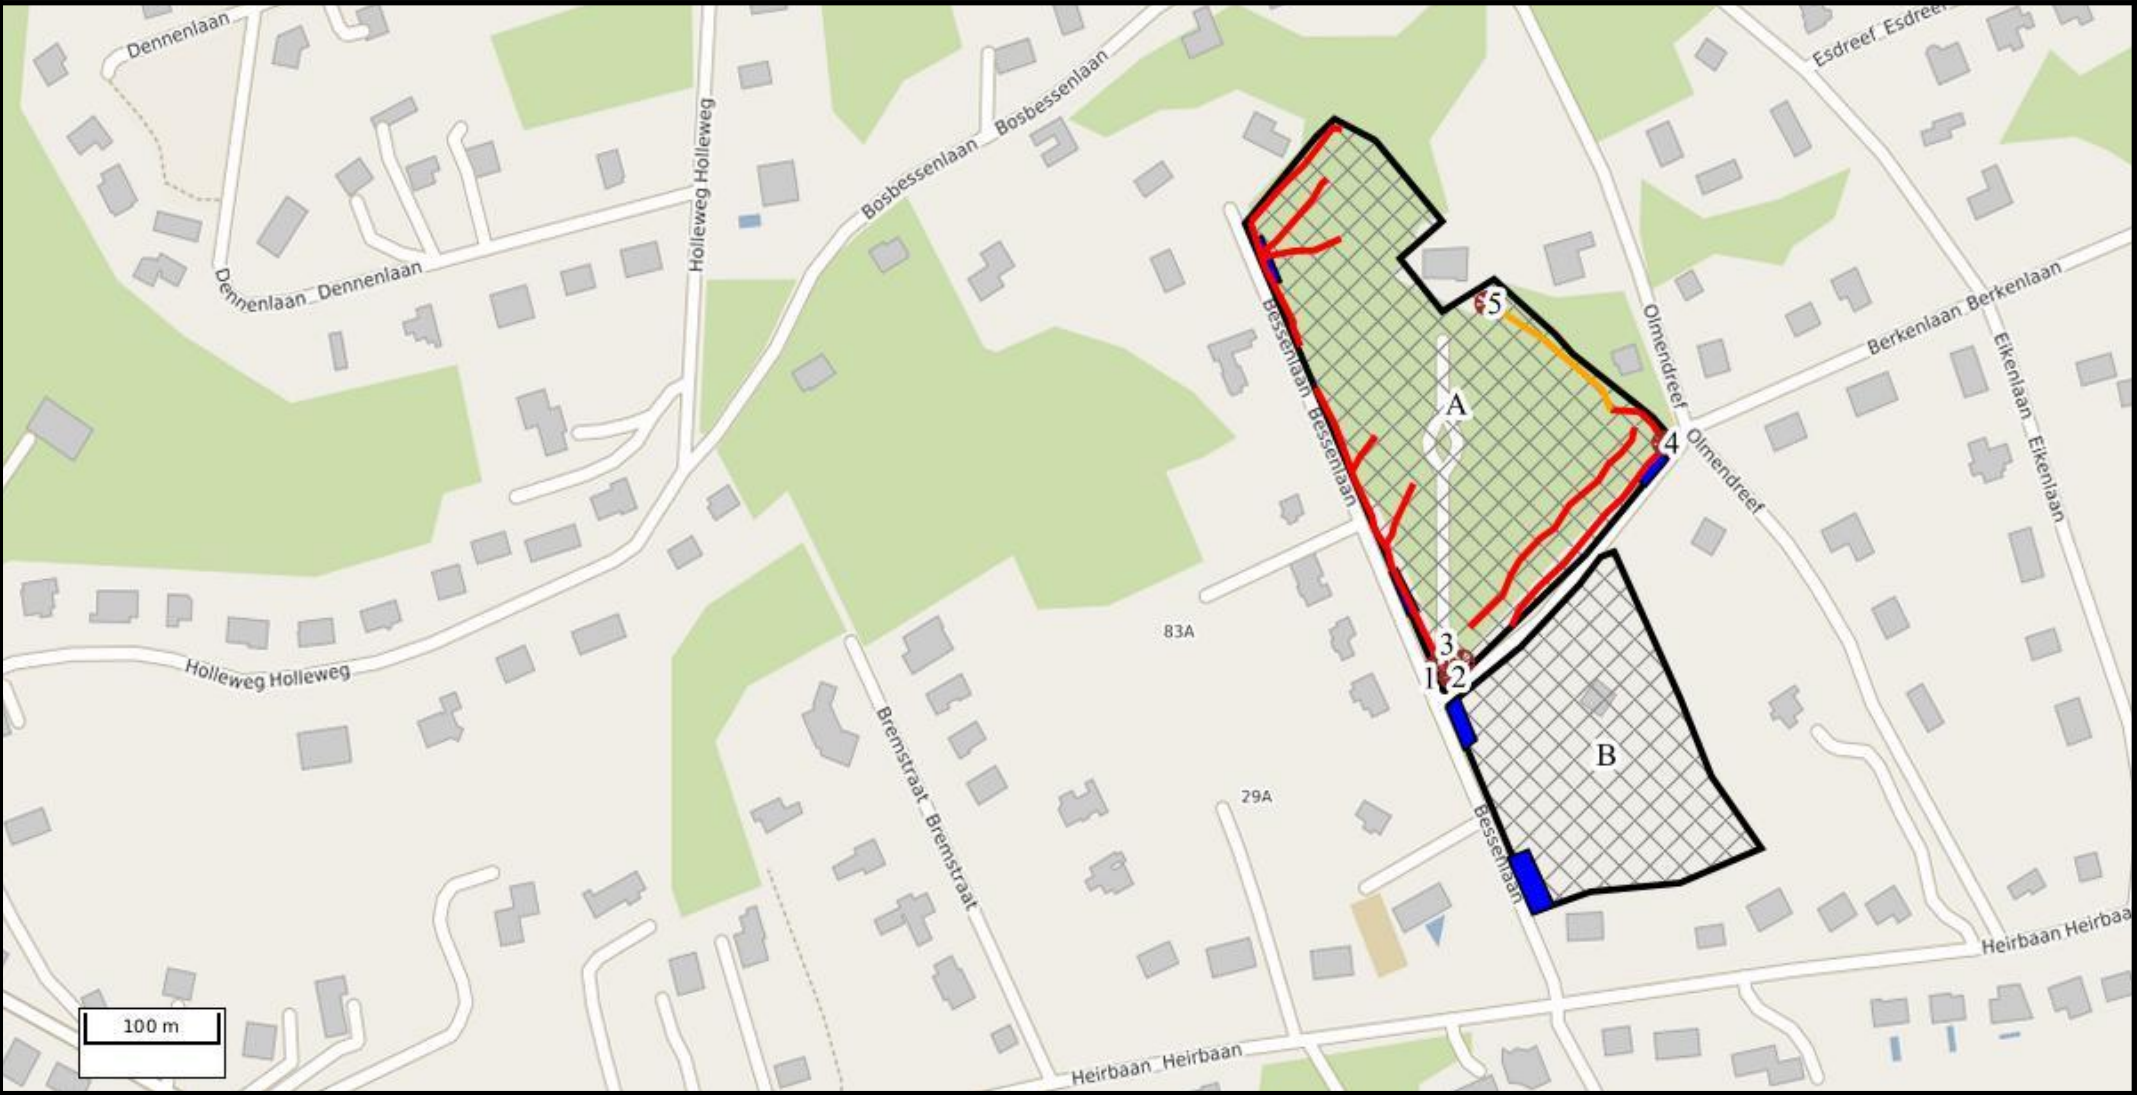 Dennenlaan
Esdreef Esdreef
Bosbessenlaan
Bosbessenlaan
Holleweg Holleweg
Dennenlaan Dennenlaan
Bessenlaan Bessenlaan
Olmendreef
Berkenlaan Berkenlaan
Eikenlaan Eikenlaan
5
A
4
Olmendreef
83A
3
1
2
Holleweg Holleweg
Bremstraat Bremstraat
B
29A
Bessenlaan
Heirbaan Heirbaa
100 m
Heirbaan Heirbaan